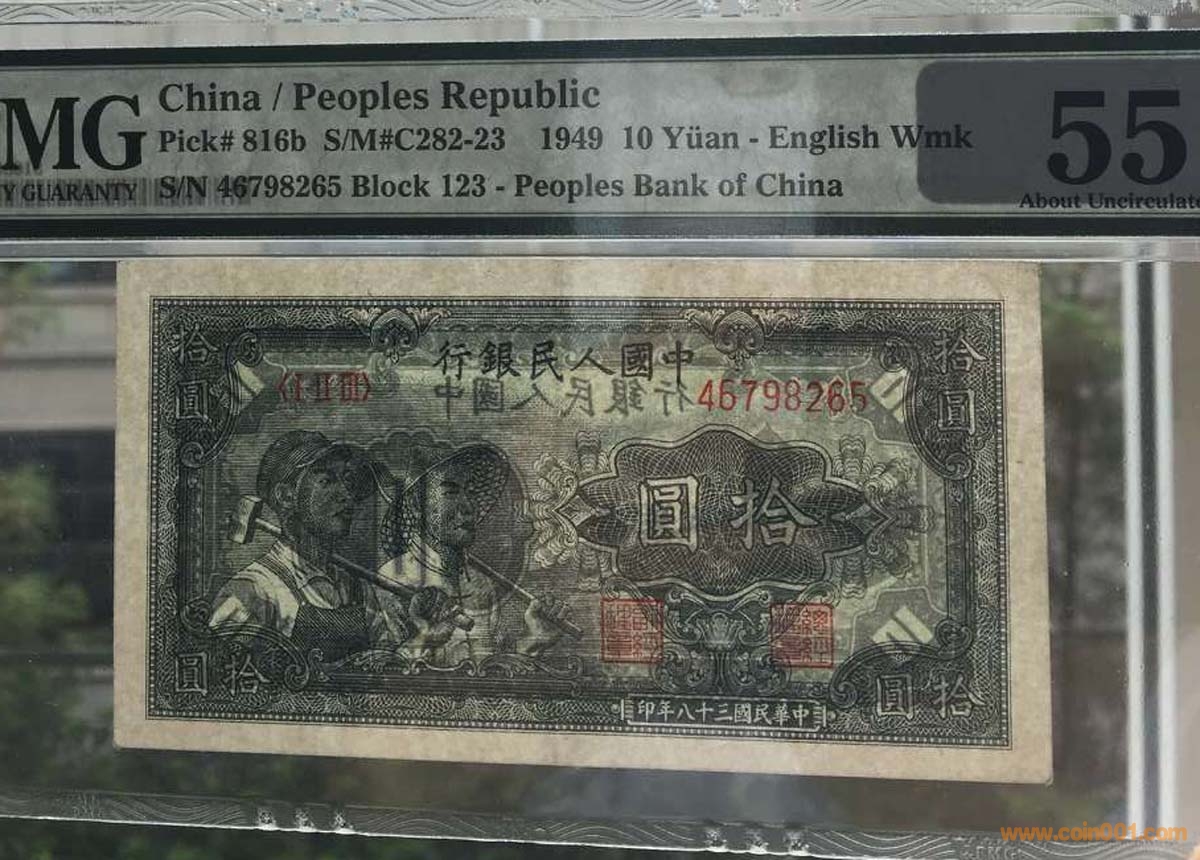 MG
Y GUARANTY
China / Peoples Republic
Pick# 816b S/M#C282-23 1949 10 Yüan - English Wmk
S/N 46798265 Block 123 - Peoples Bank of China
55
About Uncirculate
中國人民銀行
〈I II III〉
46798265
拾圓
拾圓
拾圓
拾圓
拾圓
中華民國三十八年印
www.coin001.com